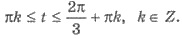 πk ≤ t ≤ 2π/3 + πk, k ∈ Z.